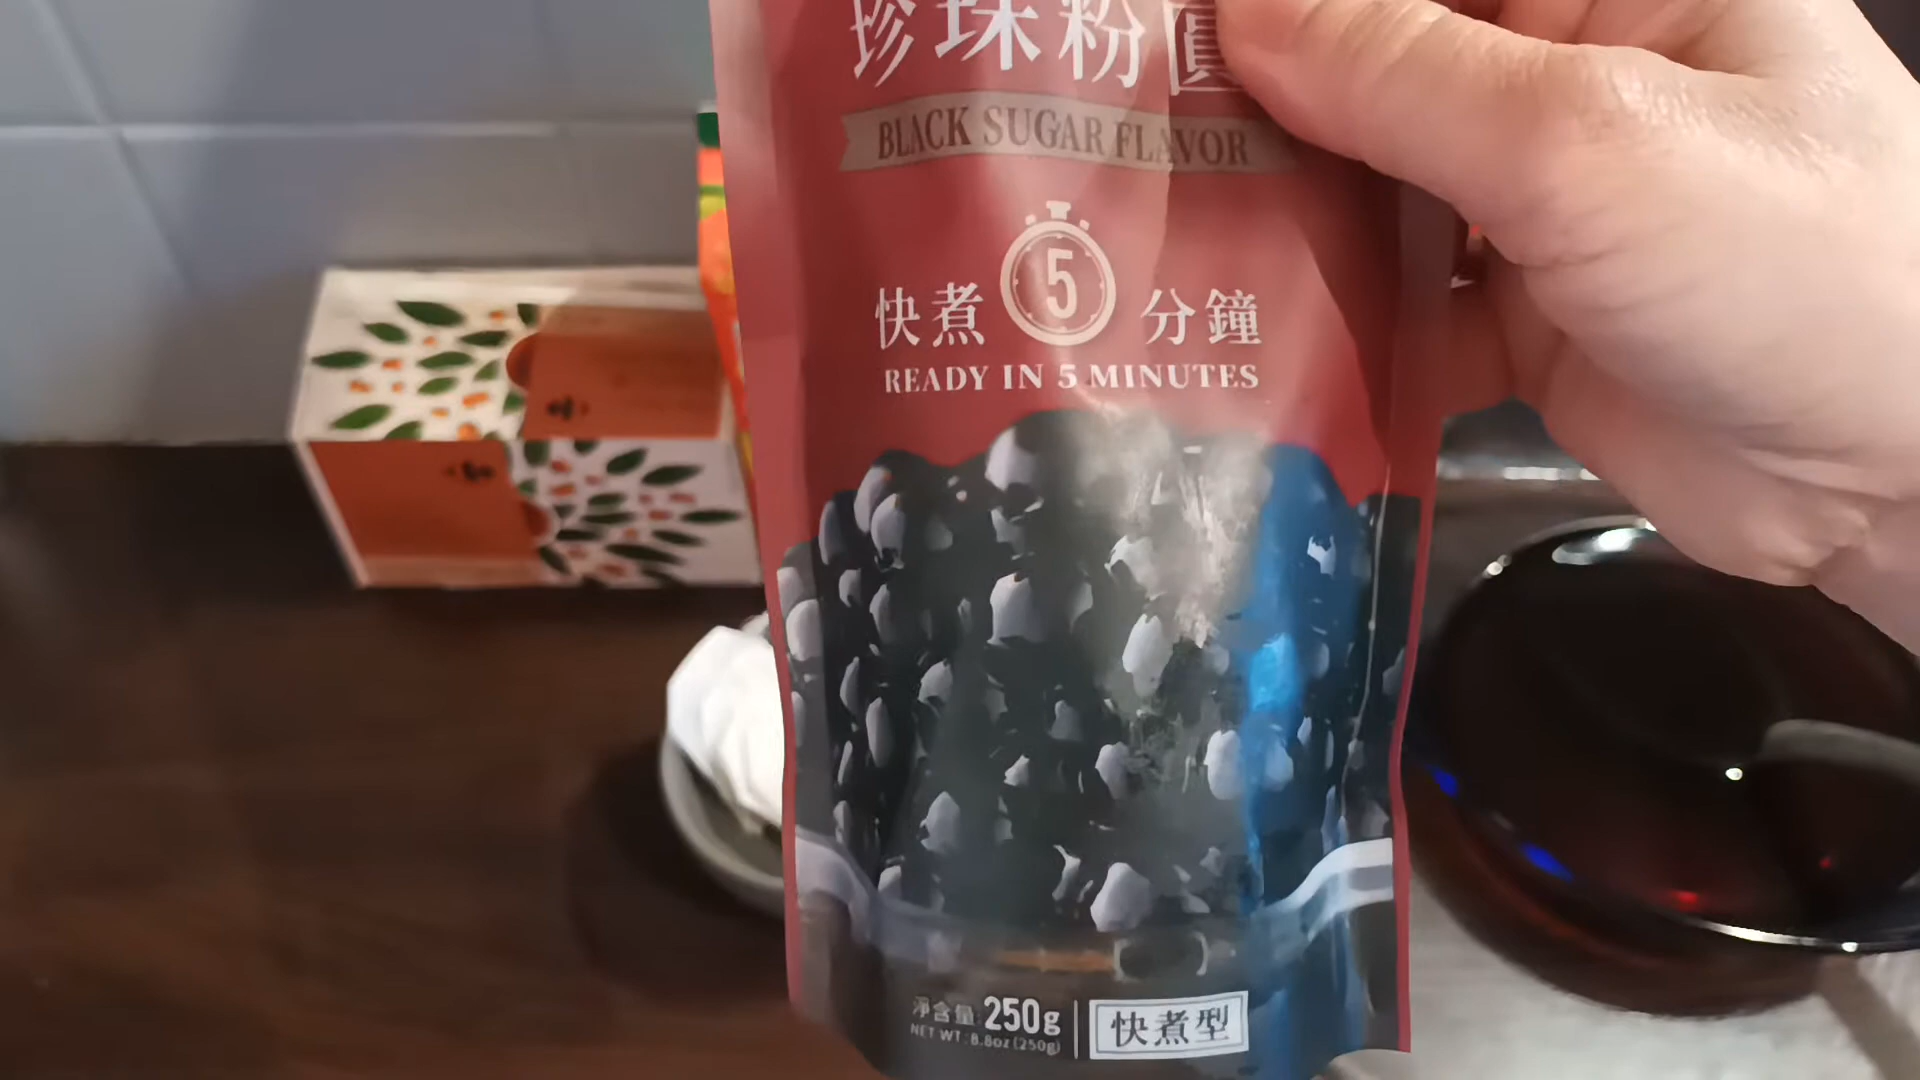 珍珠粉圓
BLACK SUGAR FLAVOR
快煮 5 分鐘
READY IN 5 MINUTES
淨含量 250g
NET WT: 8.8oz (250g)
快煮型